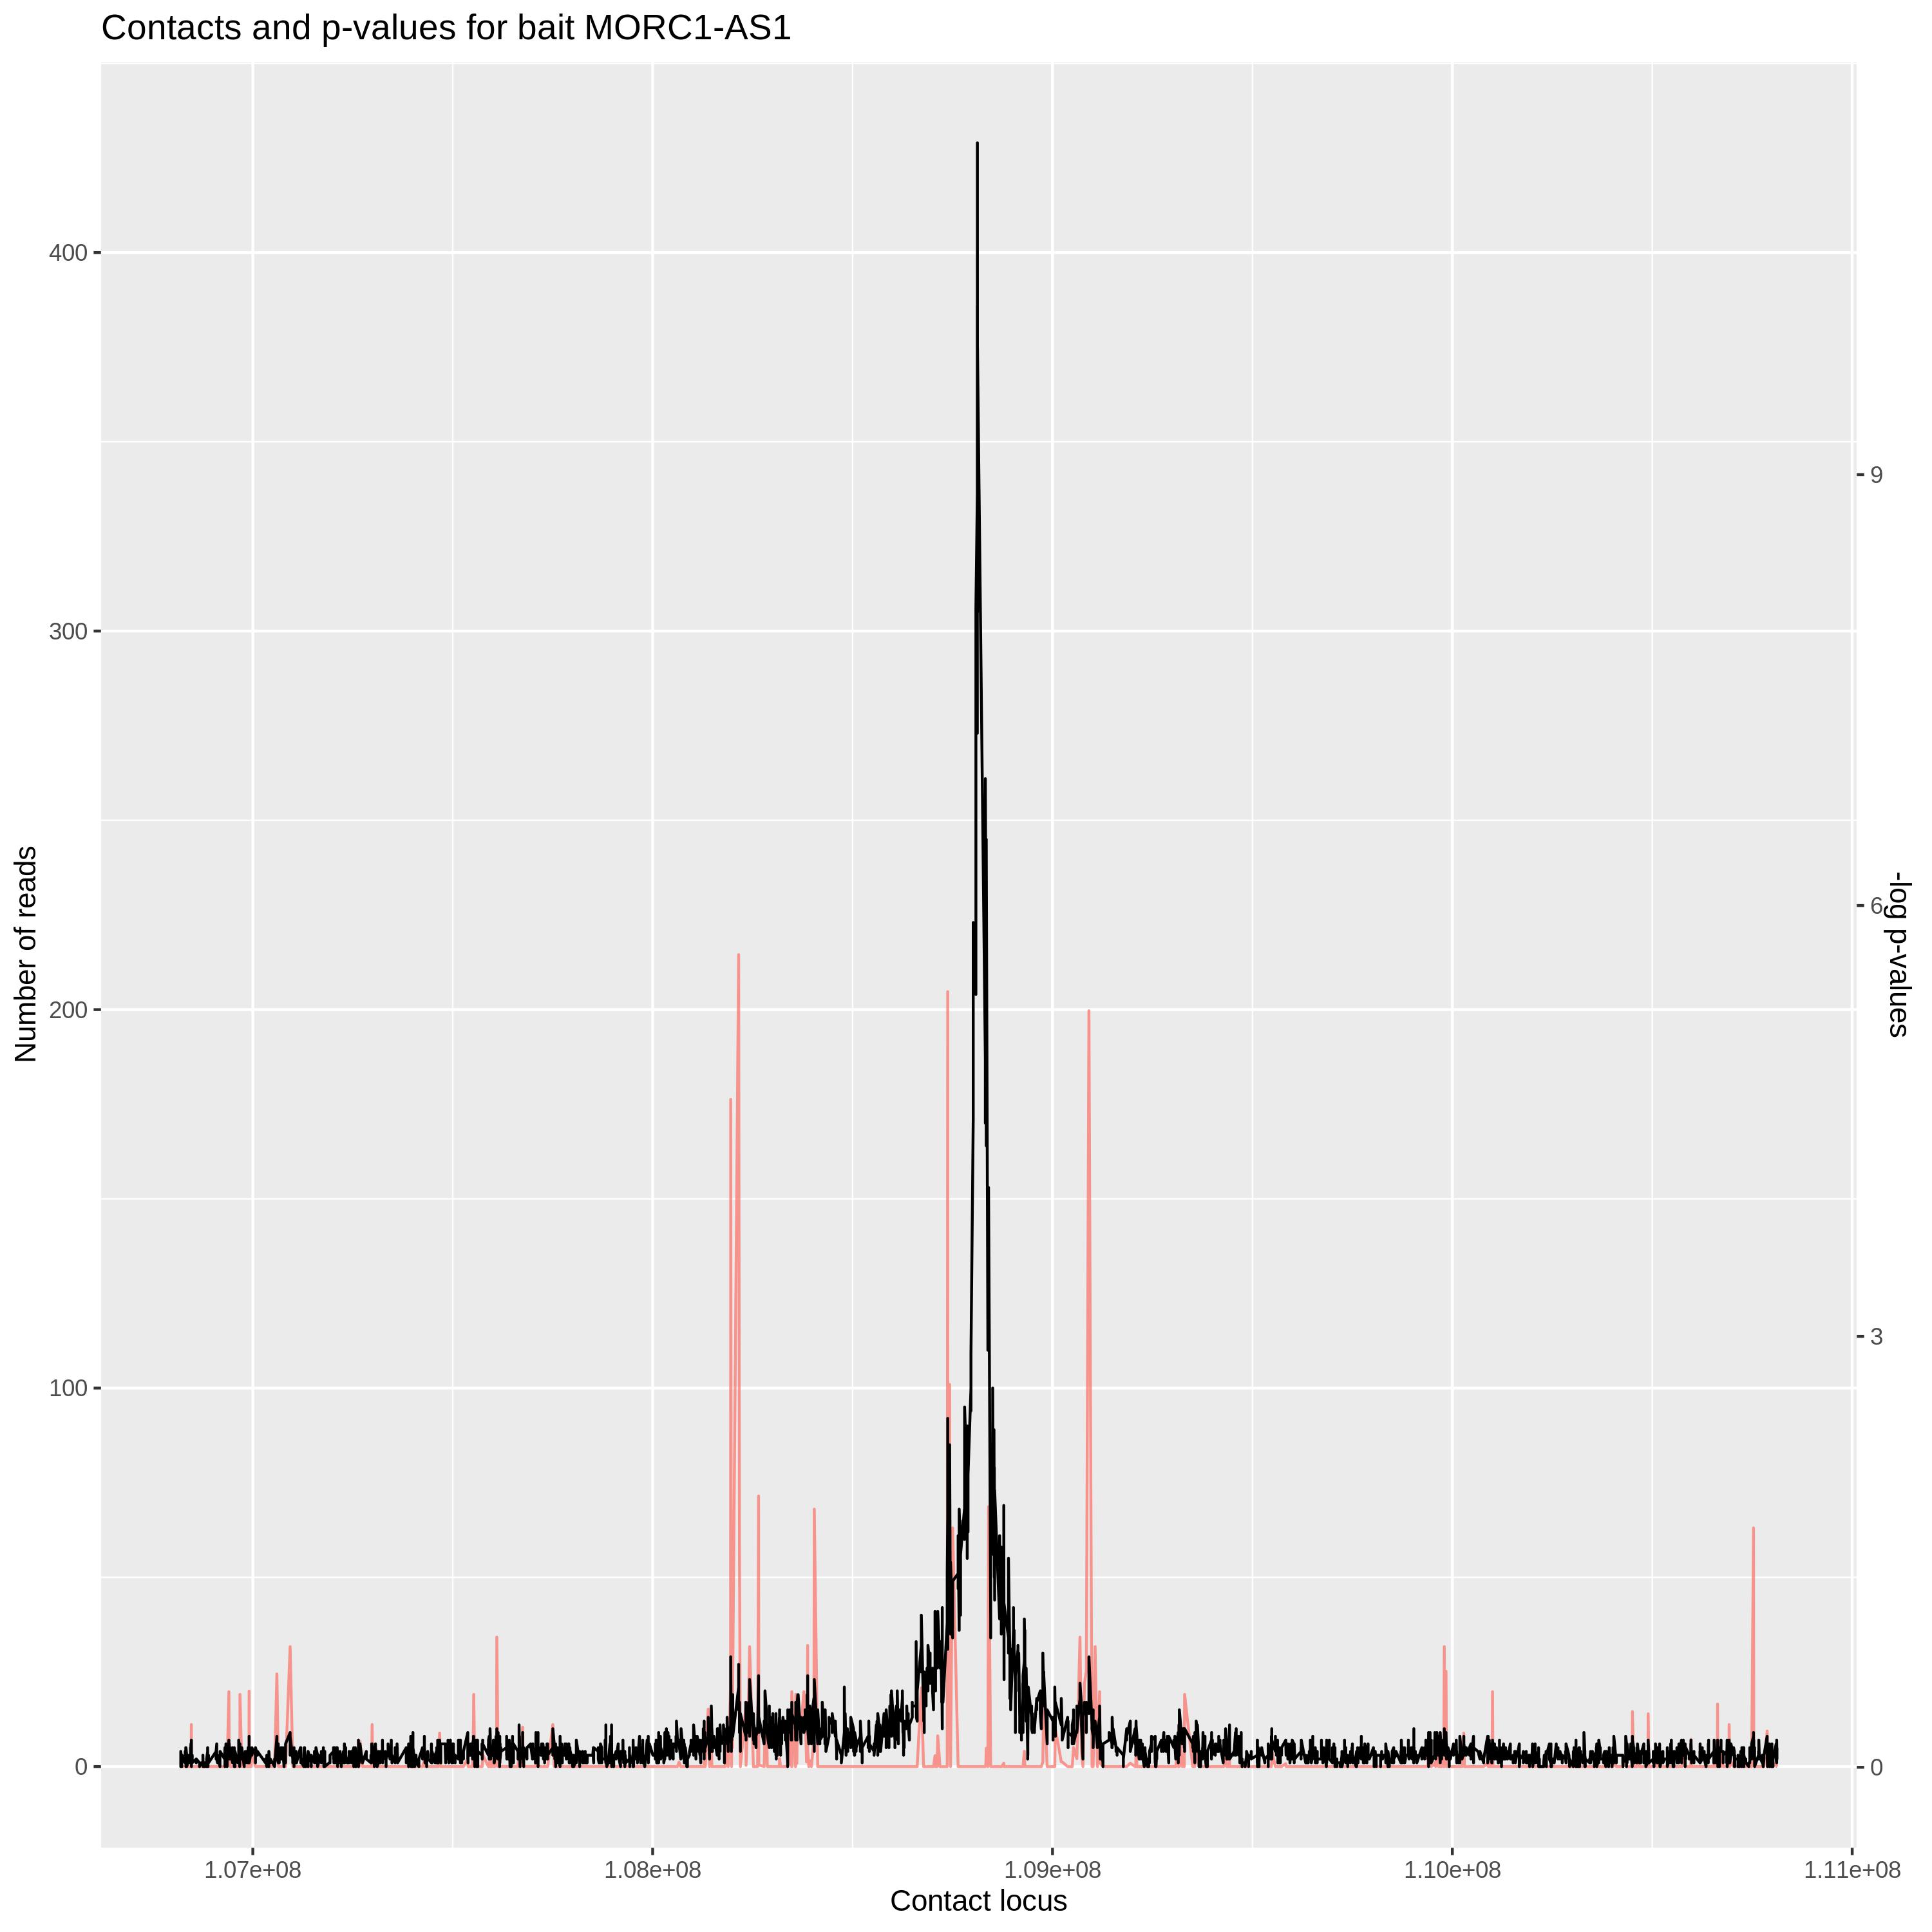 Contacts and p-values for bait MORC1-AS1
400
300
200
100
0
Number of reads
9
6
3
0
-log p-values
1.07e+08
1.08e+08
1.09e+08
1.10e+08
1.11e+08
Contact locus